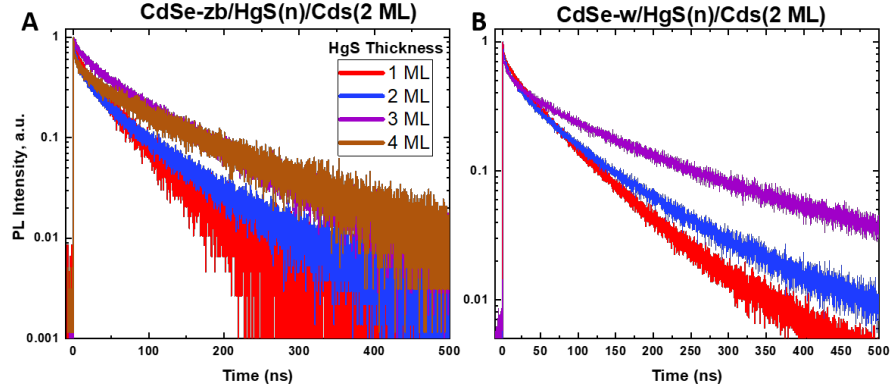 A
CdSe-zb/HgS(n)/Cds(2 ML)
HgS Thickness
1 ML
2 ML
3 ML
4 ML
PL Intensity, a.u.
1
0.1
0.01
0.001
0
100
200
300
400
500
Time (ns)
B
CdSe-w/HgS(n)/Cds(2 ML)
1
0.1
0.01
0
50
100
150
200
250
300
350
400
450
500
Time (ns)